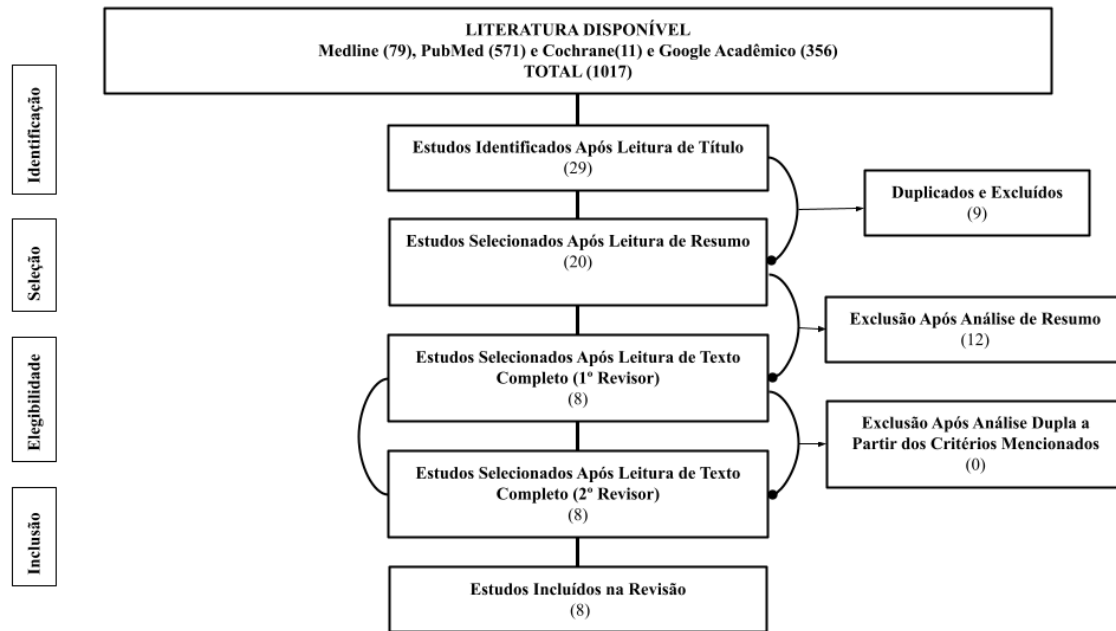 LITERATURA DISPONÍVEL
Medline (79), PubMed (571) e Cochrane(11) e Google Acadêmico (356)
TOTAL (1017)
Identificação
Estudos Identificados Após Leitura de Título
(29)
Duplicados e Excluídos
(9)
Seleção
Estudos Selecionados Após Leitura de Resumo
(20)
Exclusão Após Análise de Resumo
(12)
Elegibilidade
Estudos Selecionados Após Leitura de Texto
Completo (1º Revisor)
(8)
Exclusão Após Análise Dupla a
Partir dos Critérios Mencionados
(0)
Estudos Selecionados Após Leitura de Texto
Completo (2º Revisor)
(8)
Inclusão
Estudos Incluídos na Revisão
(8)